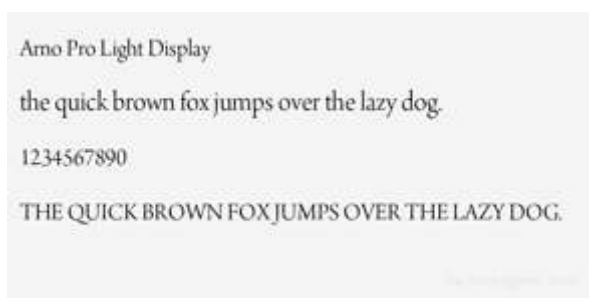 Arno Pro Light Display
the quick brown fox jumps over the lazy dog.
1234567890
THE QUICK BROWN FOX JUMPS OVER THE LAZY DOG.